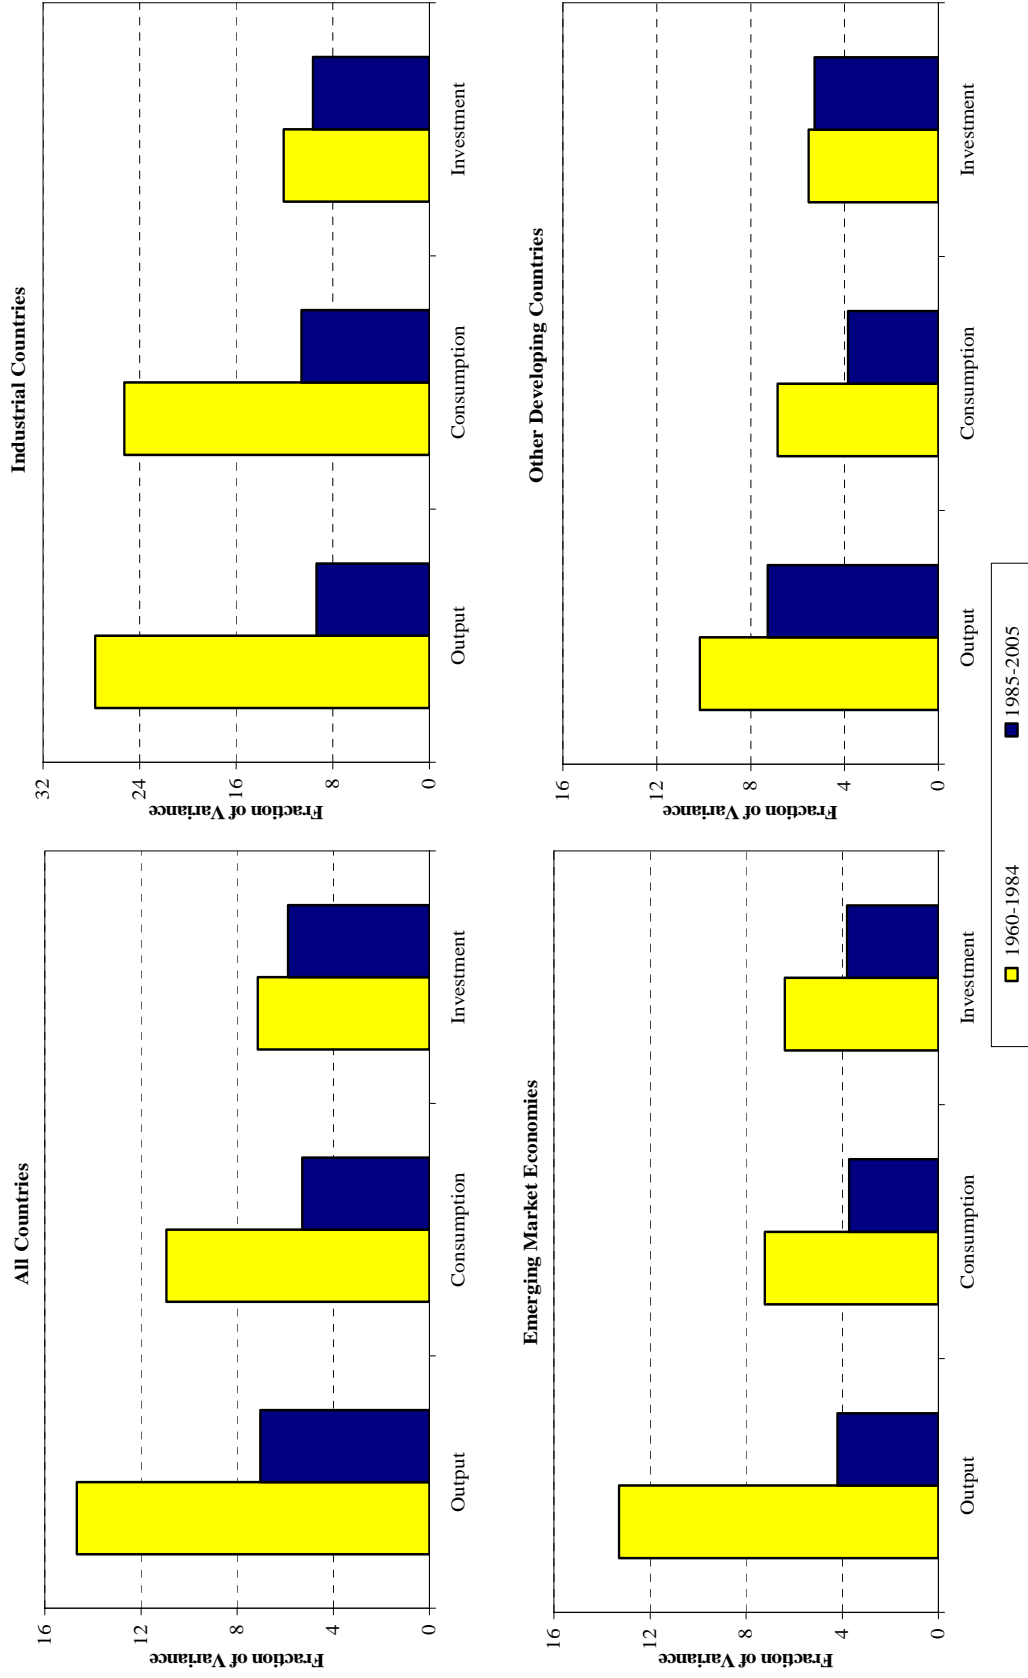 All Countries
Fraction of Variance
16
12
8
4
0
Output
Consumption
Investment
Industrial Countries
Fraction of Variance
32
24
16
8
0
Output
Consumption
Investment
Emerging Market Economies
Fraction of Variance
16
12
8
4
0
Output
Consumption
Investment
Other Developing Countries
Fraction of Variance
16
12
8
4
0
Output
Consumption
Investment
1960-1984
1985-2005